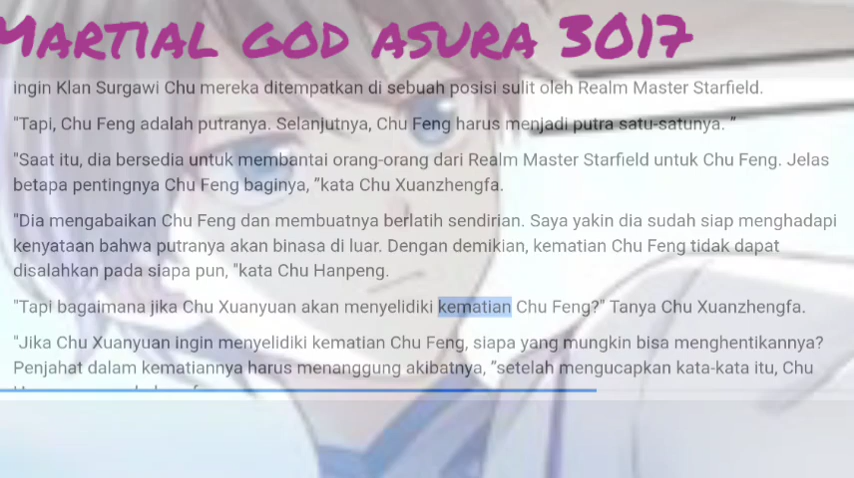 MARTIAL GOD ASURA 3017
ingin Klan Surgawi Chu mereka ditempatkan di sebuah posisi sulit oleh Realm Master Starfield.
"Tapi, Chu Feng adalah putranya. Selanjutnya, Chu Feng harus menjadi putra satu-satunya. ”
"Saat itu, dia bersedia untuk membantai orang-orang dari Realm Master Starfield untuk Chu Feng. Jelas
betapa pentingnya Chu Feng baginya, ”kata Chu Xuanzhengfa.
"Dia mengabaikan Chu Feng dan membuatnya berlatih sendirian. Saya yakin dia sudah siap menghadapi
kenyataan bahwa putranya akan binasa di luar. Dengan demikian, kematian Chu Feng tidak dapat
disalahkan pada siapa pun, "kata Chu Hanpeng.
"Tapi bagaimana jika Chu Xuanyuan akan menyelidiki kematian Chu Feng?" Tanya Chu Xuanzhengfa.
"Jika Chu Xuanyuan ingin menyelidiki kematian Chu Feng, siapa yang mungkin bisa menghentikannya?
Penjahat dalam kematiannya harus menanggung akibatnya, ”setelah mengucapkan kata-kata itu, Chu